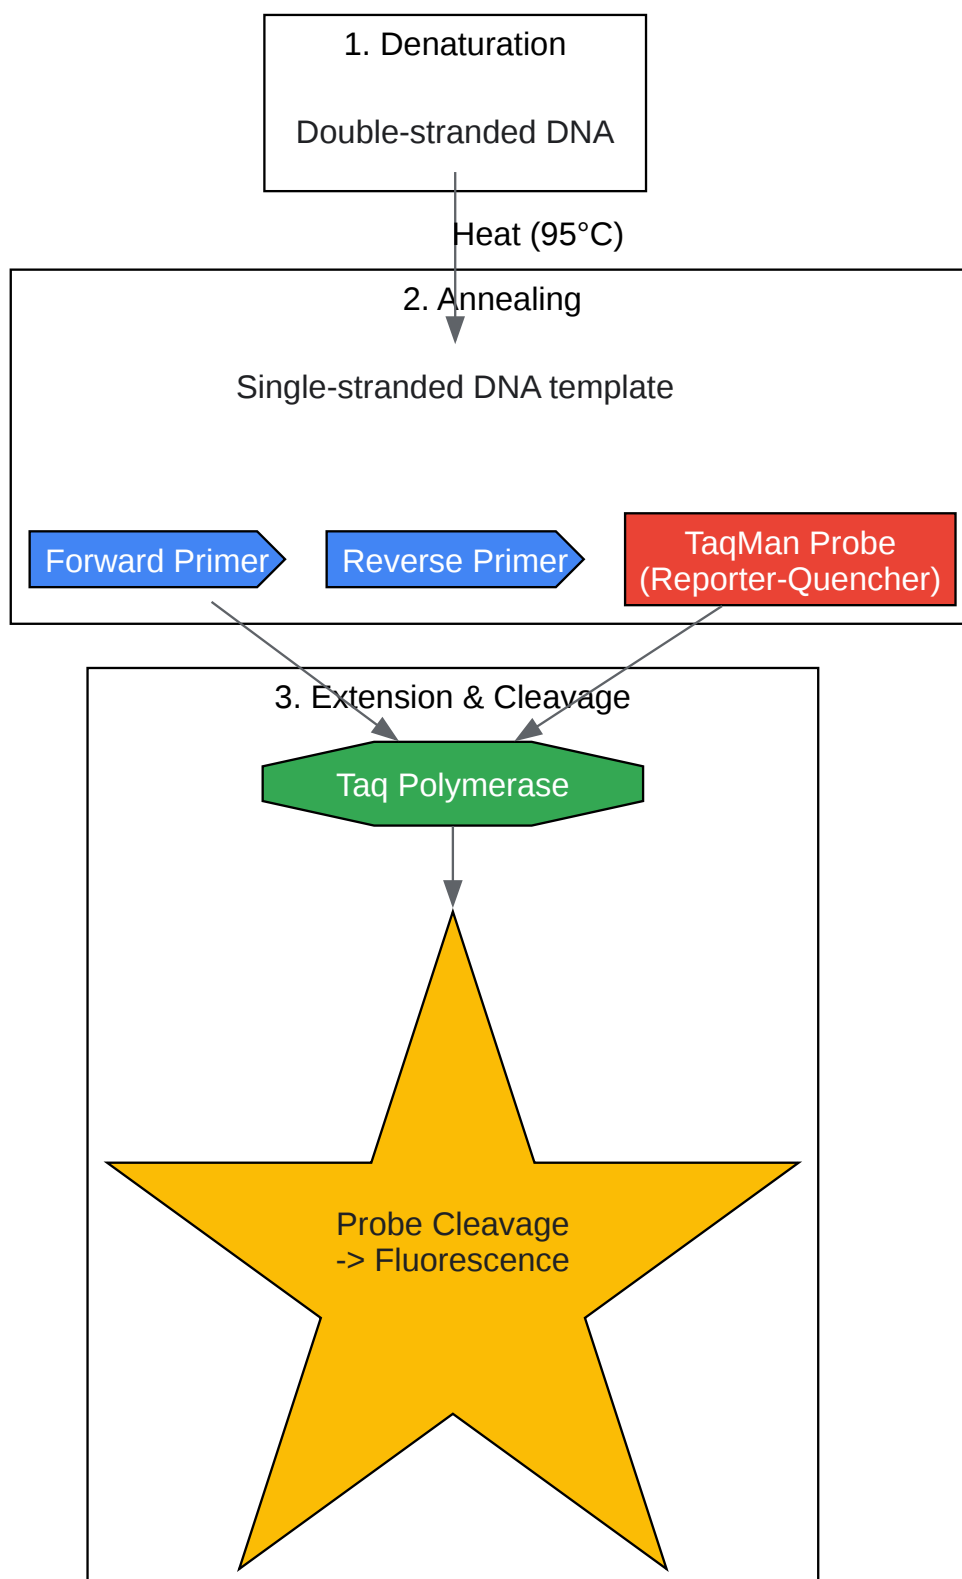 1. Denaturation
Double-stranded DNA
Heat (95°C)
2. Annealing
Single-stranded DNA template
Forward Primer
Reverse Primer
TaqMan Probe
(Reporter-Quencher)
3. Extension & Cleavage
Taq Polymerase
Probe Cleavage
-> Fluorescence